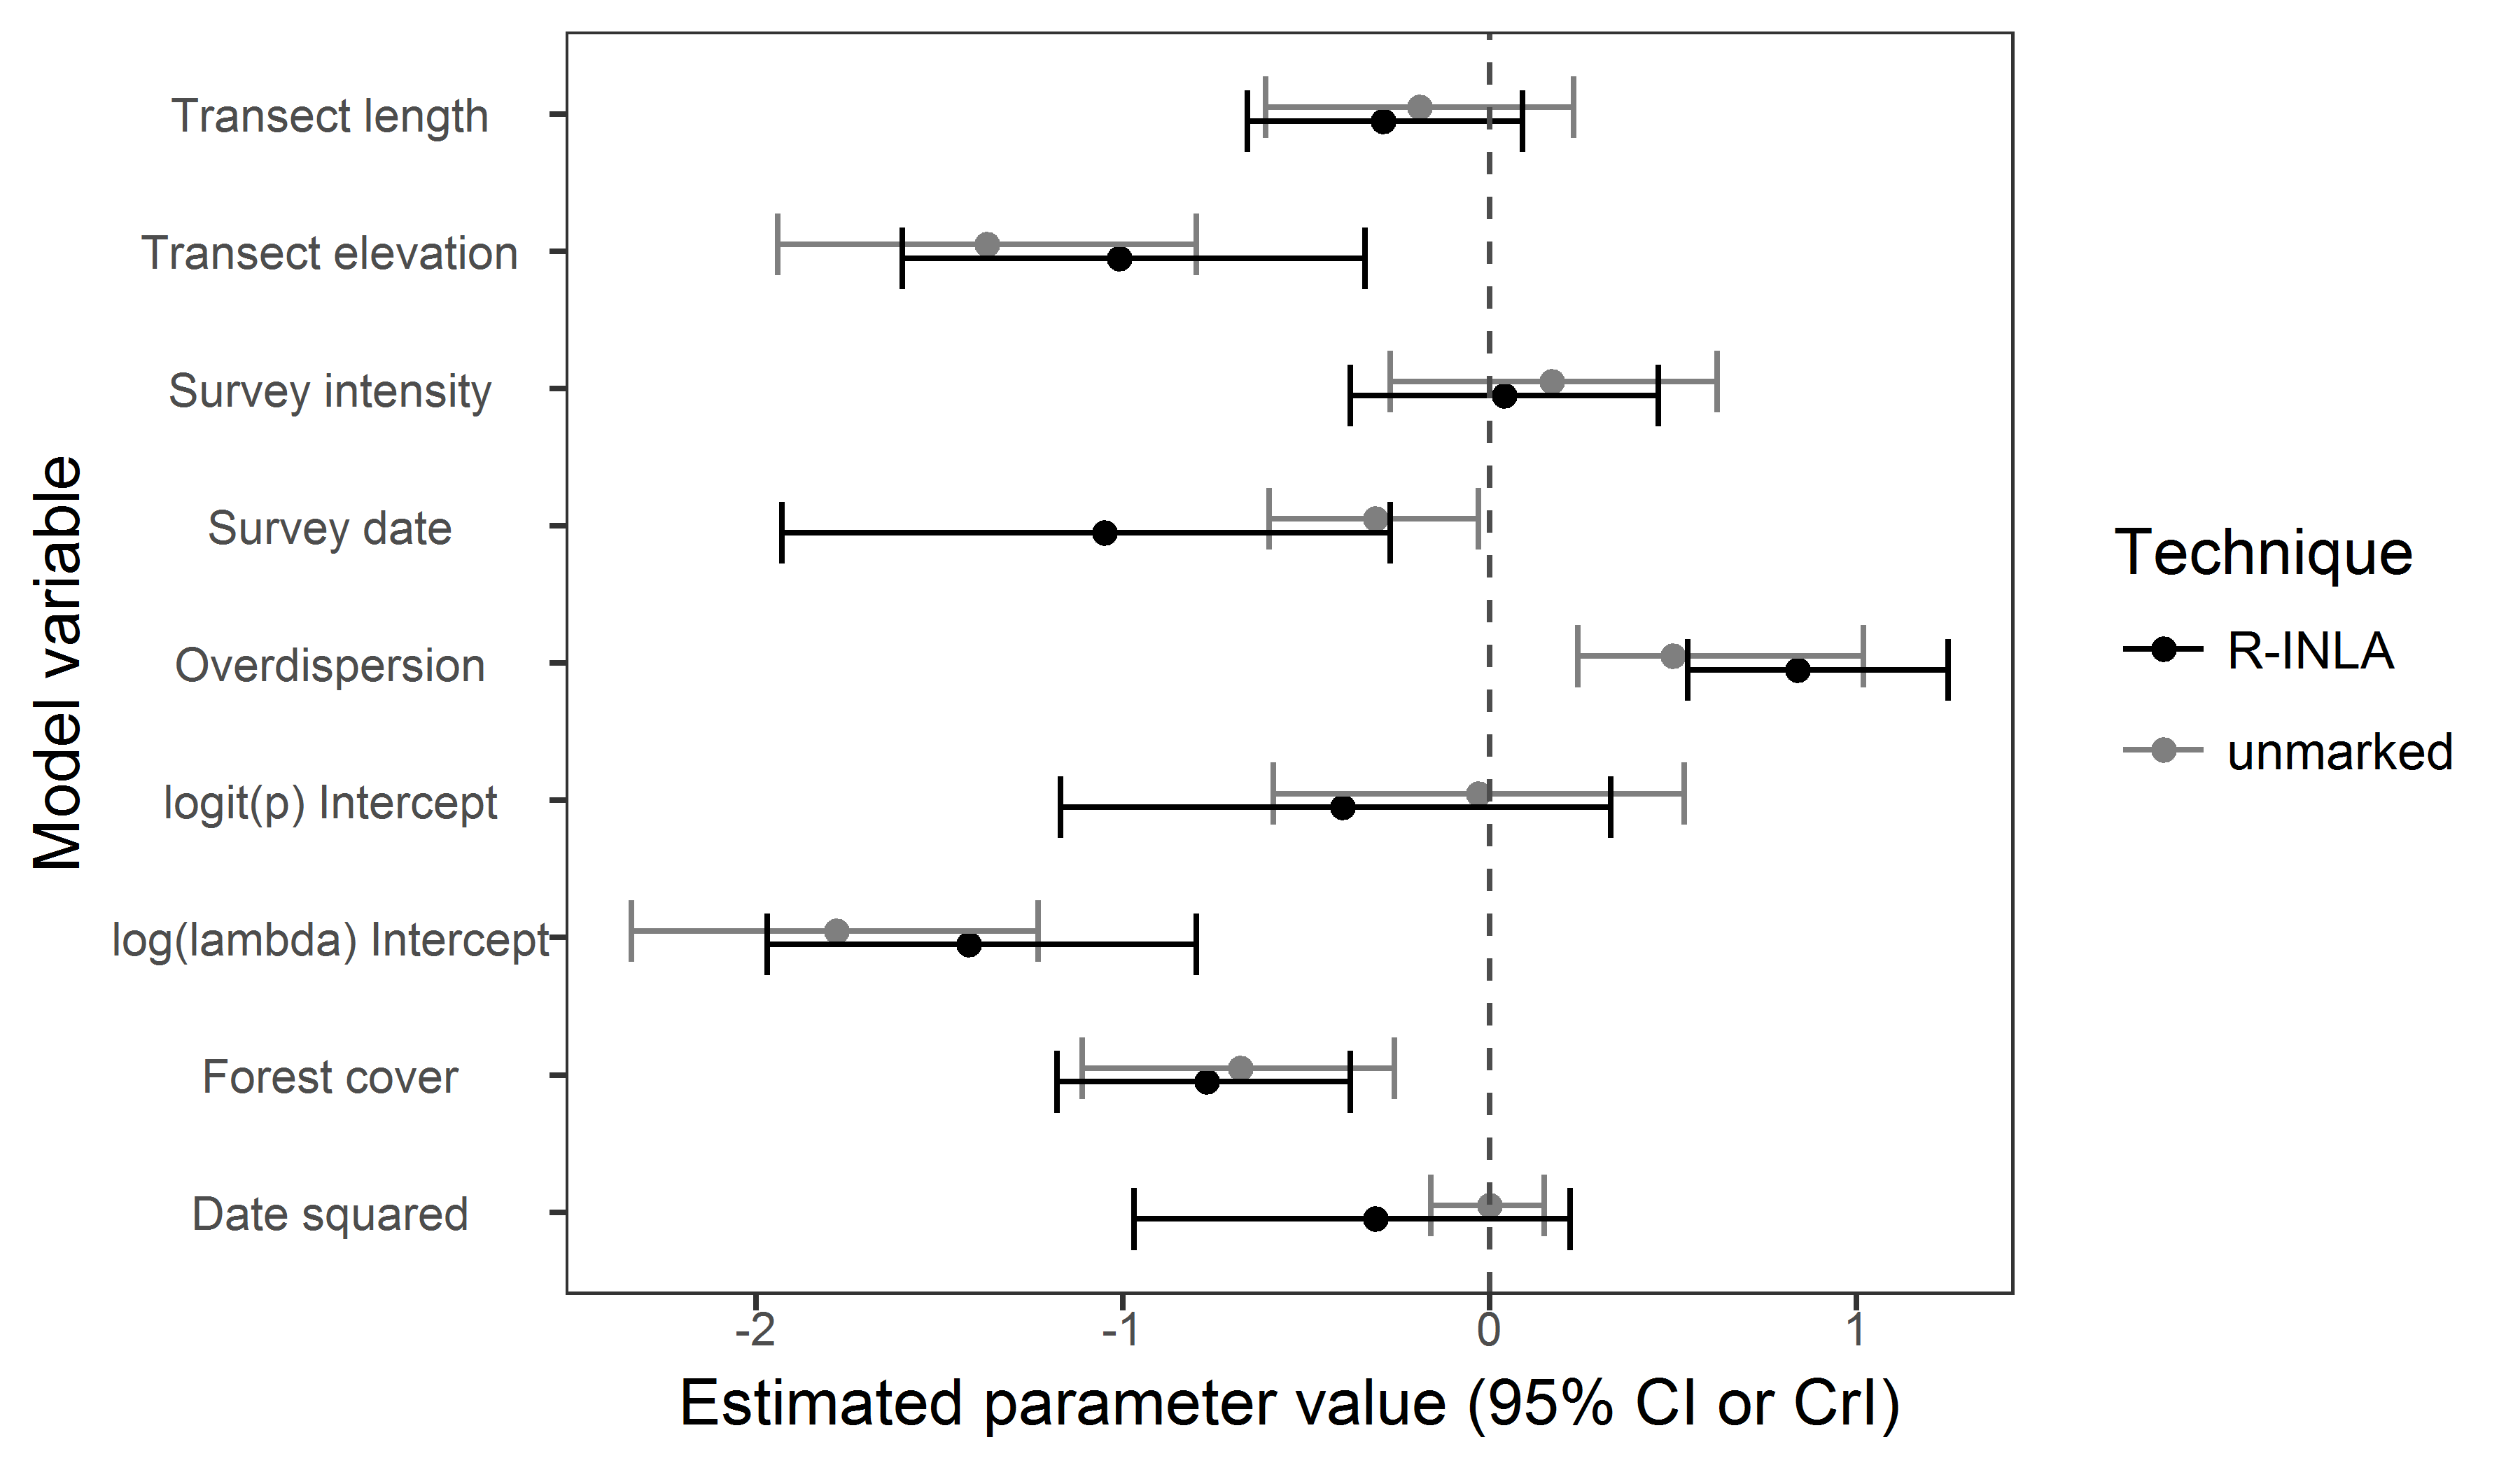 Model variable
Transect length
Transect elevation
Survey intensity
Survey date
Overdispersion
logit(p) Intercept
log(lambda) Intercept
Forest cover
Date squared
-2
-1
0
1
Estimated parameter value (95% CI or CrI)
Technique
R-INLA
unmarked